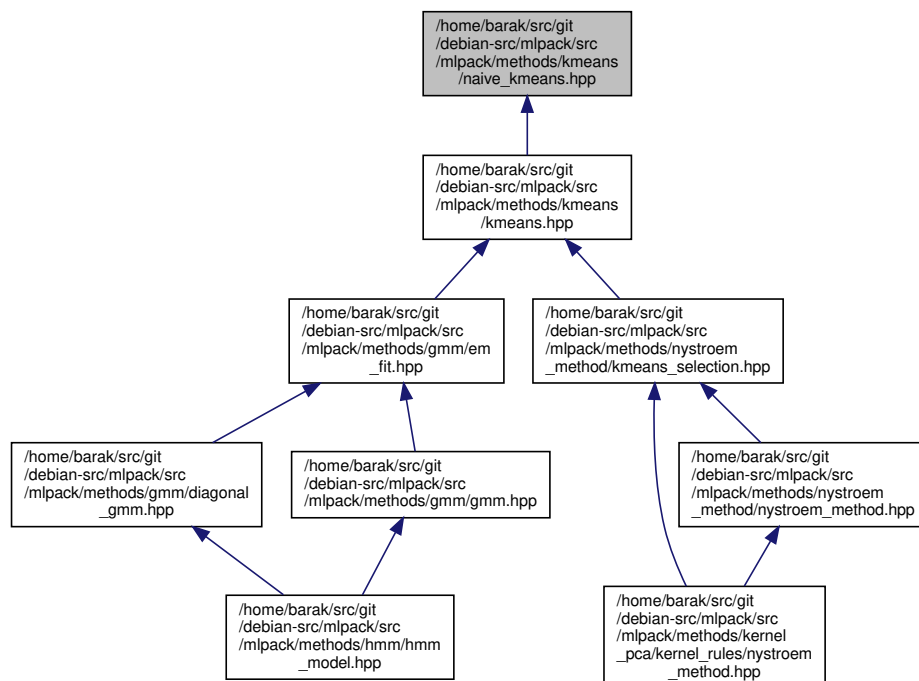 /home/barak/src/git
/debian-src/mlpack/src
/mlpack/methods/kmeans
/naive_kmeans.hpp
/home/barak/src/git
/debian-src/mlpack/src
/mlpack/methods/kmeans
/kmeans.hpp
/home/barak/src/git
/debian-src/mlpack/src
/mlpack/methods/gmm/em
_fit.hpp
/home/barak/src/git
/debian-src/mlpack/src
/mlpack/methods/nystroem
_method/kmeans_selection.hpp
/home/barak/src/git
/debian-src/mlpack/src
/mlpack/methods/gmm/diagonal
_gmm.hpp
/home/barak/src/git
/debian-src/mlpack/src
/mlpack/methods/gmm/gmm.hpp
/home/barak/src/git
/debian-src/mlpack/src
/mlpack/methods/nystroem
_method/nystroem_method.hpp
/home/barak/src/git
/debian-src/mlpack/src
/mlpack/methods/hmm/hmm
_model.hpp
/home/barak/src/git
/debian-src/mlpack/src
/mlpack/methods/kernel
_pca/kernel_rules/nystroem
_method.hpp